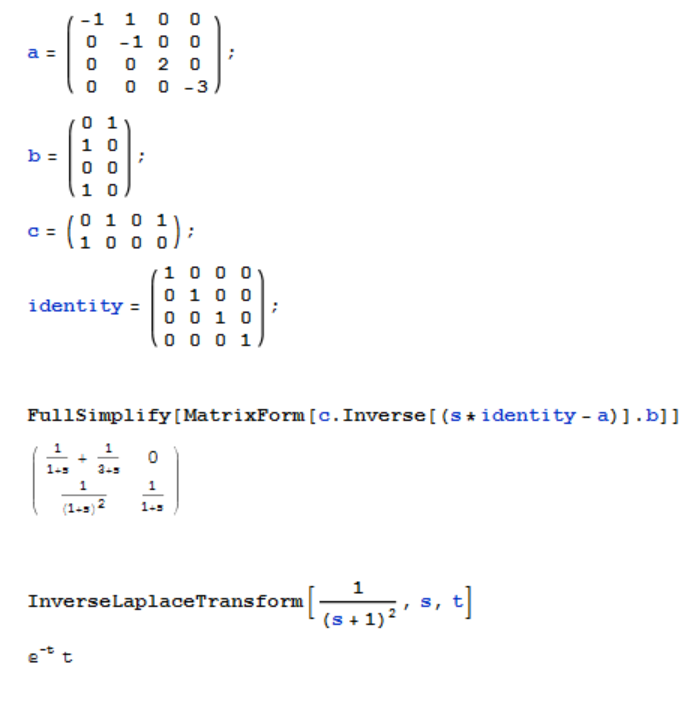 a = ( -1 1 0 0
0 -1 0 0
0 0 2 0
0 0 0 -3 ) ;
b = ( 0 1
1 0
0 0
1 0 ) ;
c = ( 0 1 0 1
1 0 0 0 ) ;
identity = ( 1 0 0 0
0 1 0 0
0 0 1 0
0 0 0 1 ) ;
FullSimplify[MatrixForm[c.Inverse[(s*identity - a)].b]]
( 1/(1+s) + 1/(3+s) 0
1/(1+s)^2 1/(1+s) )
InverseLaplaceTransform[1/(s + 1)^2, s, t]
e^-t t